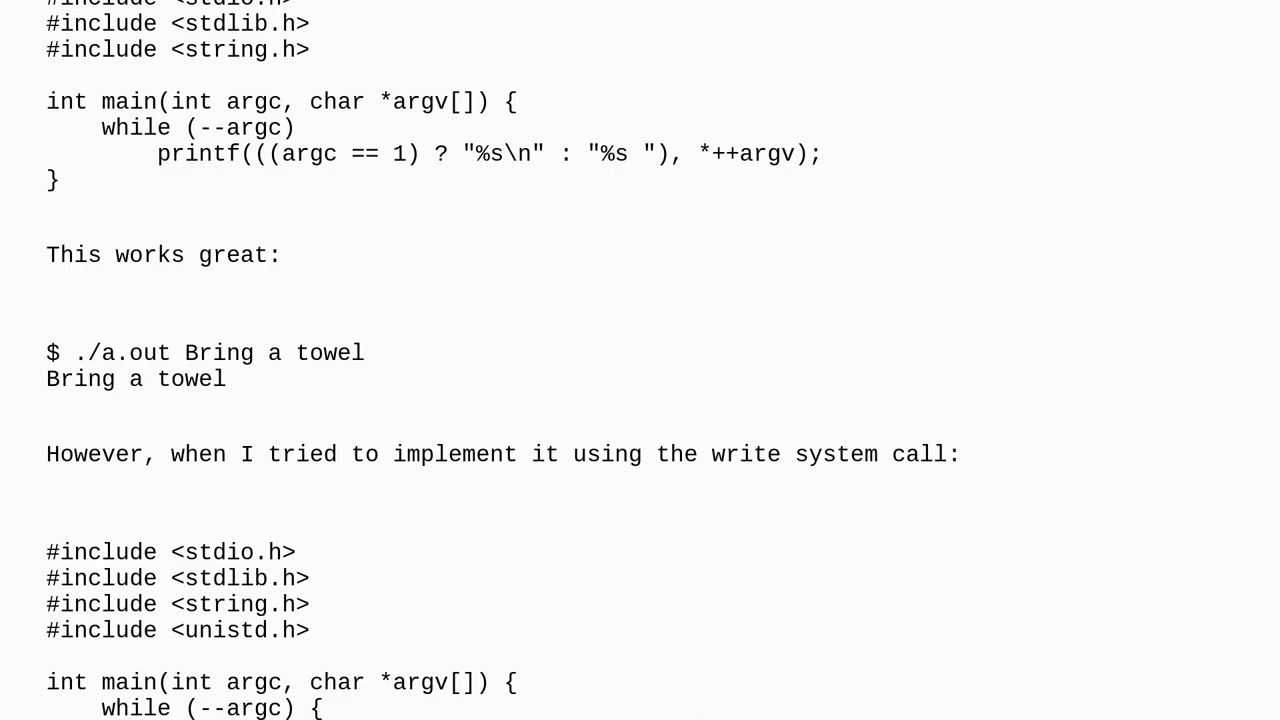 #include <stdio.h>
#include <stdlib.h>
#include <string.h>
int main(int argc, char *argv[]) {
    while (--argc)
        printf(((argc == 1) ? "%s\n" : "%s "), *++argv);
}
This works great:
$ ./a.out Bring a towel
Bring a towel
However, when I tried to implement it using the write system call:
#include <stdio.h>
#include <stdlib.h>
#include <string.h>
#include <unistd.h>
int main(int argc, char *argv[]) {
    while (--argc) {